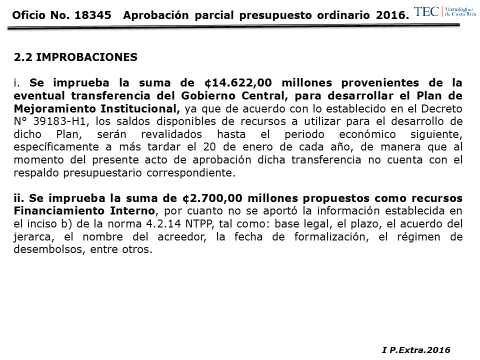 Oficio No. 18345 Aprobación parcial presupuesto ordinario 2016.
TEC | Tecnológico
de Costa Rica
2.2 IMPROBACIONES
i. Se imprueba la suma de ¢14.622,00 millones provenientes de la
eventual transferencia del Gobierno Central, para desarrollar el Plan de
Mejoramiento Institucional, ya que de acuerdo con lo establecido en el Decreto
N° 39183-H1, los saldos disponibles de recursos a utilizar para el desarrollo de
dicho Plan, serán revalidados hasta el periodo económico siguiente,
específicamente a más tardar el 20 de enero de cada año, de manera que al
momento del presente acto de aprobación dicha transferencia no cuenta con el
respaldo presupuestario correspondiente.
ii. Se imprueba la suma de ¢2.700,00 millones propuestos como recursos
Financiamiento Interno, por cuanto no se aportó la información establecida en
el inciso b) de la norma 4.2.14 NTPP, tal como: base legal, el plazo, el acuerdo del
jerarca, el nombre del acreedor, la fecha de formalización, el régimen de
desembolsos, entre otros.
I P.Extra.2016